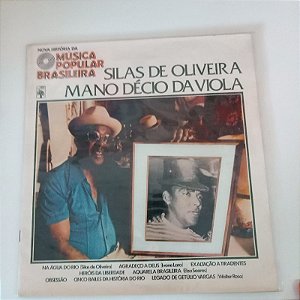 NOVA HISTÓRIA DA
MÚSICA
POPULAR
BRASILEIRA
SILAS DE OLIVEIRA
MANO DÉCIO DA VIOLA
NA ÁGUA DO RIO (Silas de Oliveira) AGRADEÇO A DEUS (Ivone Lara) EXALTAÇÃO A TIRADENTES
HERÓIS DA LIBERDADE AQUARELA BRASILEIRA (Elza Soares)
OBSESSÃO CINCO BAILES DA HISTÓRIA DO RIO LEGADO DE GETÚLIO VARGAS (Walter Rosa)